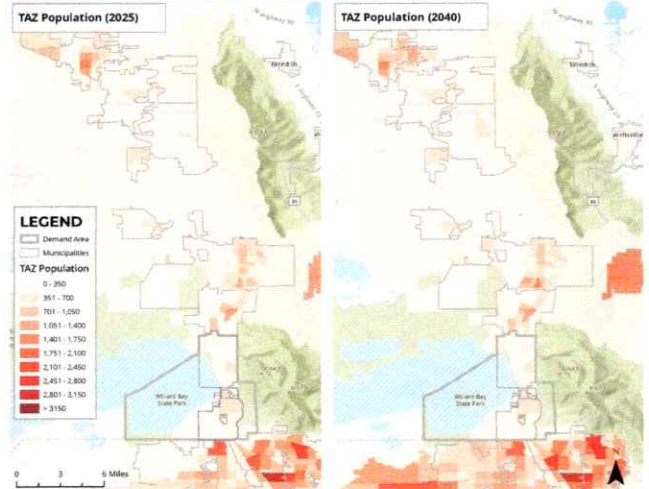 TAZ Population (2025)
TAZ Population (2040)
LEGEND
Demand Area
Municipalities
TAZ Population
0 - 350
351 - 700
701 - 1,050
1,051 - 1,400
1,401 - 1,750
1,751 - 2,100
2,101 - 2,450
2,451 - 2,800
2,801 - 3,150
> 3150
Willard Bay
State Park
Willard Bay
State Park
0 3 6 Miles